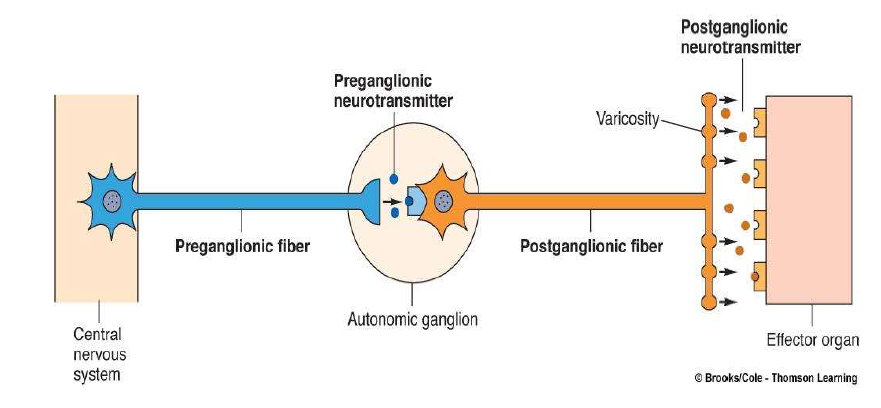 Postganglionic
neurotransmitter
Preganglionic
neurotransmitter
Varicosity
Preganglionic fiber
Postganglionic fiber
Autonomic ganglion
Central
nervous
system
Effector organ
© Brooks/Cole - Thomson Learning